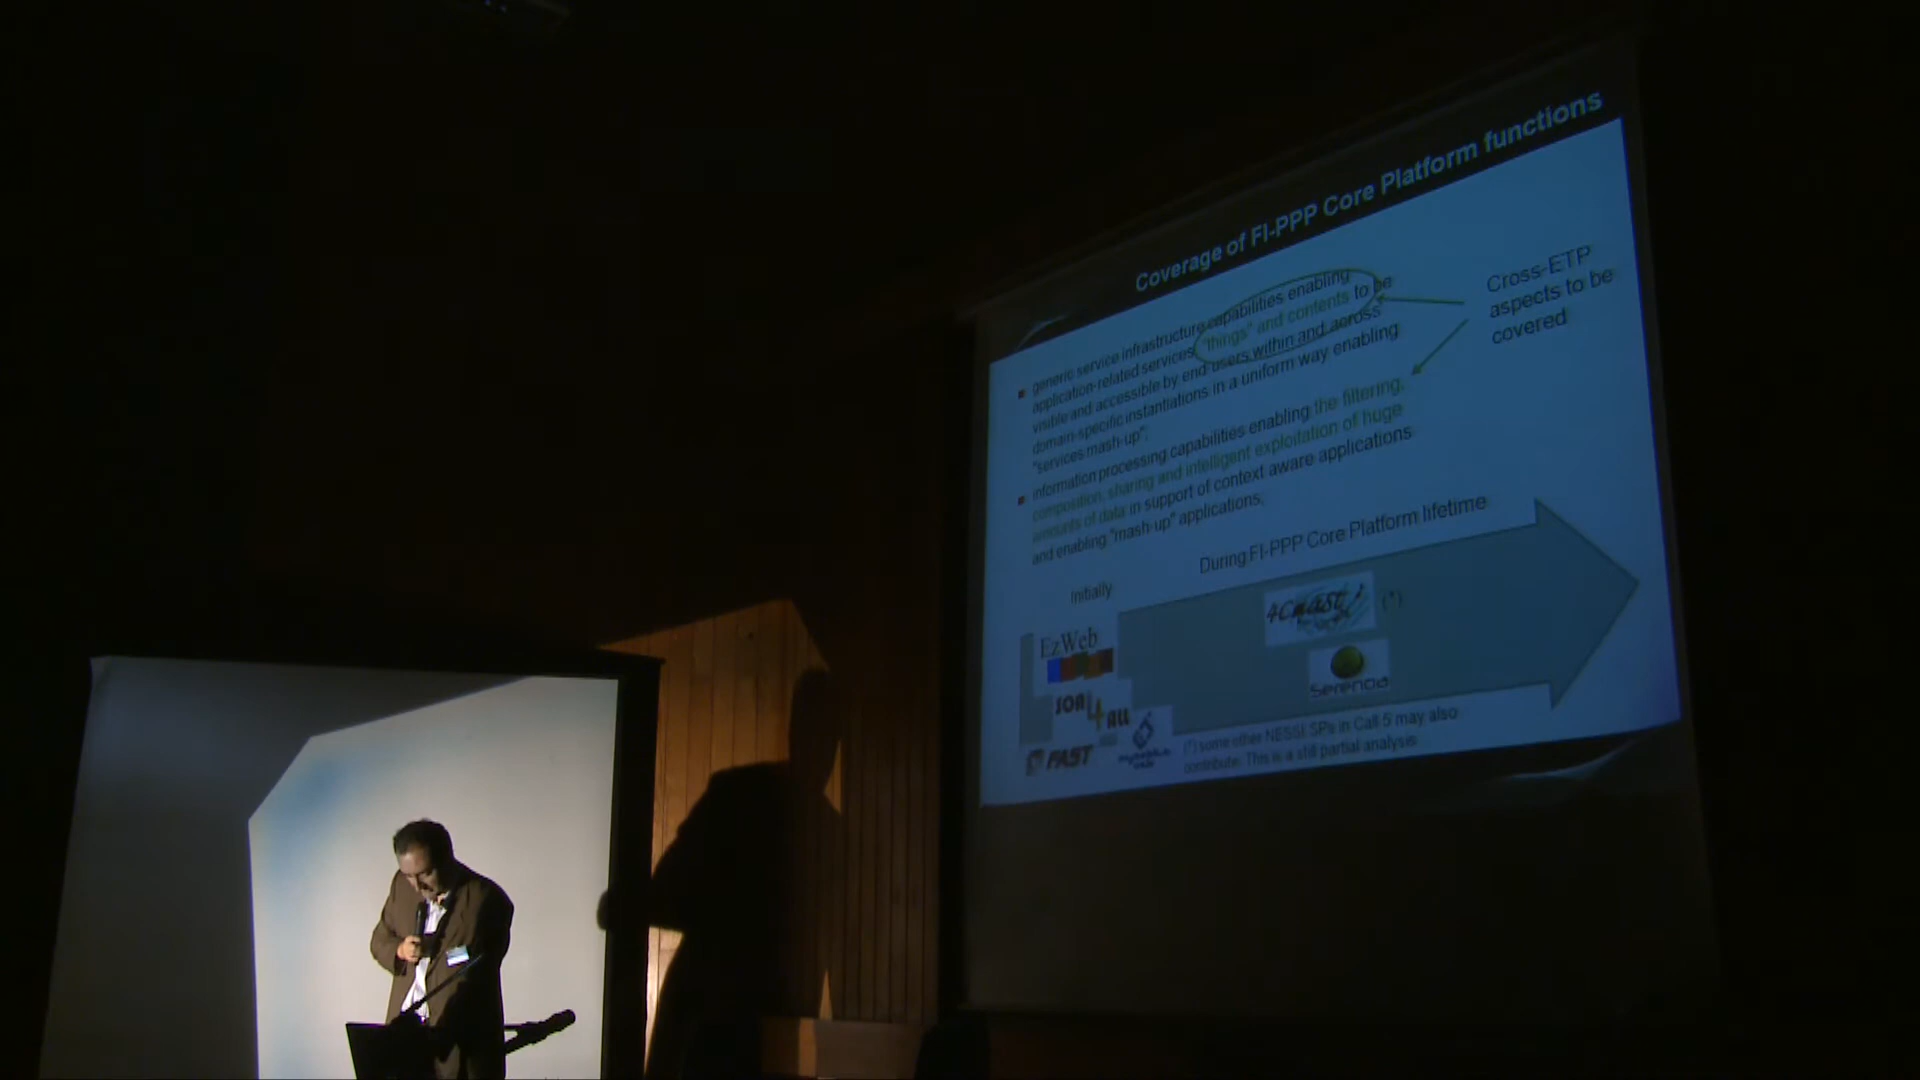 Coverage of FI-PPP Core Platform functions
generic service infrastructure capabilities enabling
application-related services, "things" and contents to be
visible and accessible by end-users within and across
domain-specific instantiations in a uniform way enabling
"services mash-up";
information processing capabilities enabling the filtering,
composition, sharing and intelligent exploitation of huge
amounts of data in support of context aware applications
and enabling "mash-up" applications;
Cross-ETP
aspects to be
covered
During FI-PPP Core Platform lifetime
Initially
EzWeb
SOA4All
FAST
4CaaSt (*)
Serenoa
(*) some other NESSI SPs in Call 5 may also
contribute. This is a still partial analysis